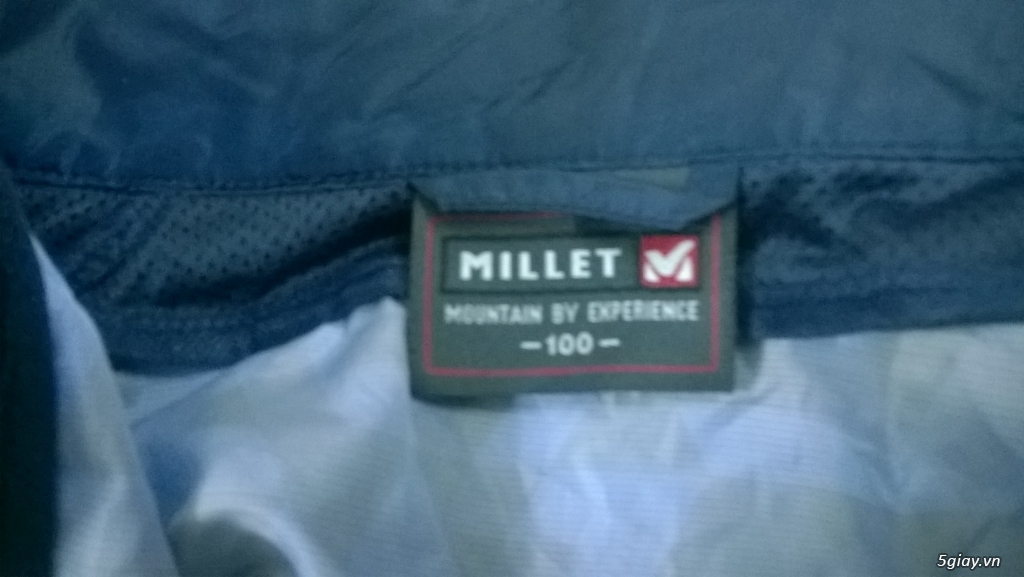 MILLET
MOUNTAIN BY EXPERIENCE
-100-
5giay.vn